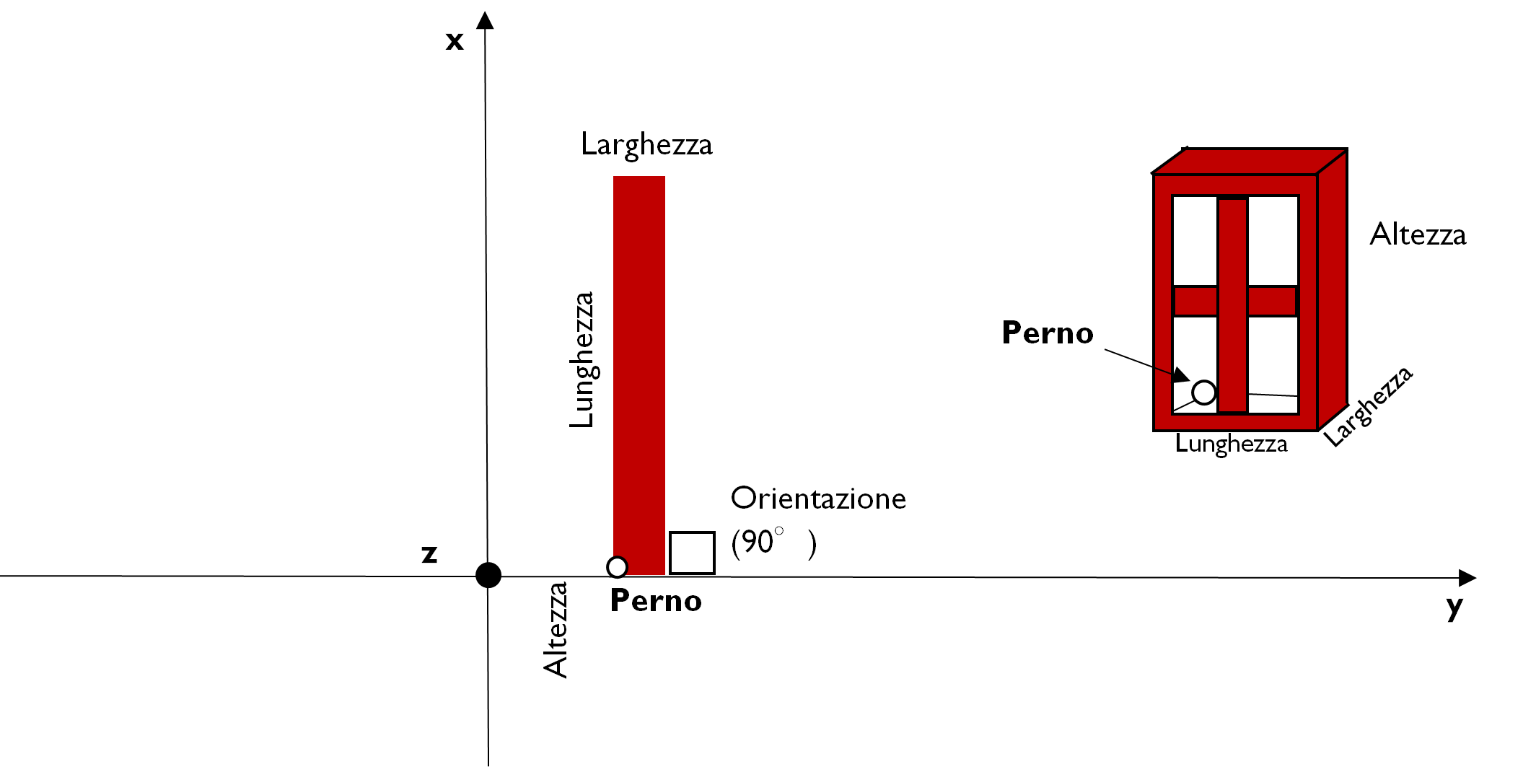 x
Larghezza
Lunghezza
Orientazione
(90° )
z
Perno
Altezza
y
Altezza
Perno
Larghezza
Lunghezza